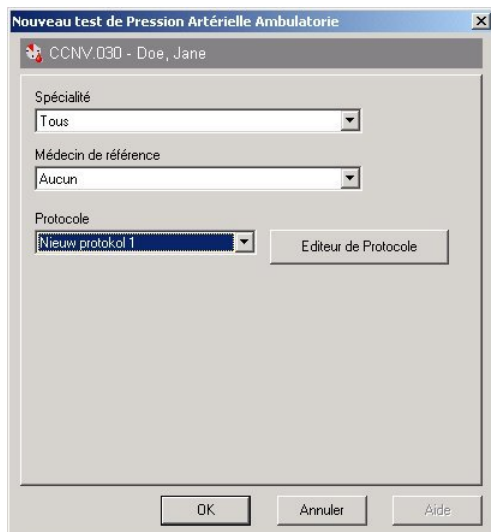 Nouveau test de Pression Artérielle Ambulatorie
CCNV.030 - Doe, Jane
Spécialité
Tous
Médecin de référence
Aucun
Protocole
Nieuw protokol 1
Editeur de Protocole
OK
Annuler
Aide